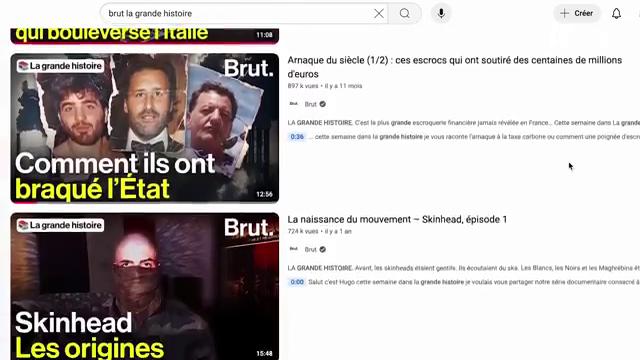 brut la grande histoire
Créer
qui bouleverse l'Italie
11:08
La grande histoire
Brut.
Comment ils ont
braqué l'État
12:56
Arnaque du siècle (1/2) : ces escrocs qui ont soutiré des centaines de millions
d'euros
897 k vues • il y a 11 mois
Brut
Brut
LA GRANDE HISTOIRE. C'est la plus grande escroquerie financière jamais révélée en France... Cette semaine dans La grande
0:36 ... cette semaine dans la grande histoire je vous raconte l'arnaque à la taxe carbone ou comment une poignée d'escro
La grande histoire
Brut.
Skinhead
Les origines
15:48
La naissance du mouvement ~ Skinhead, épisode 1
724 k vues • il y a 1 an
Brut
Brut
LA GRANDE HISTOIRE. Avant, les skinheads étaient gentils. Ils écoutaient du ska. Les Blancs, les Noirs et les Maghrébins ét
0:00 Salut c'est Hugo cette semaine dans la grande histoire je voulais vous partager notre série documentaire consacré à